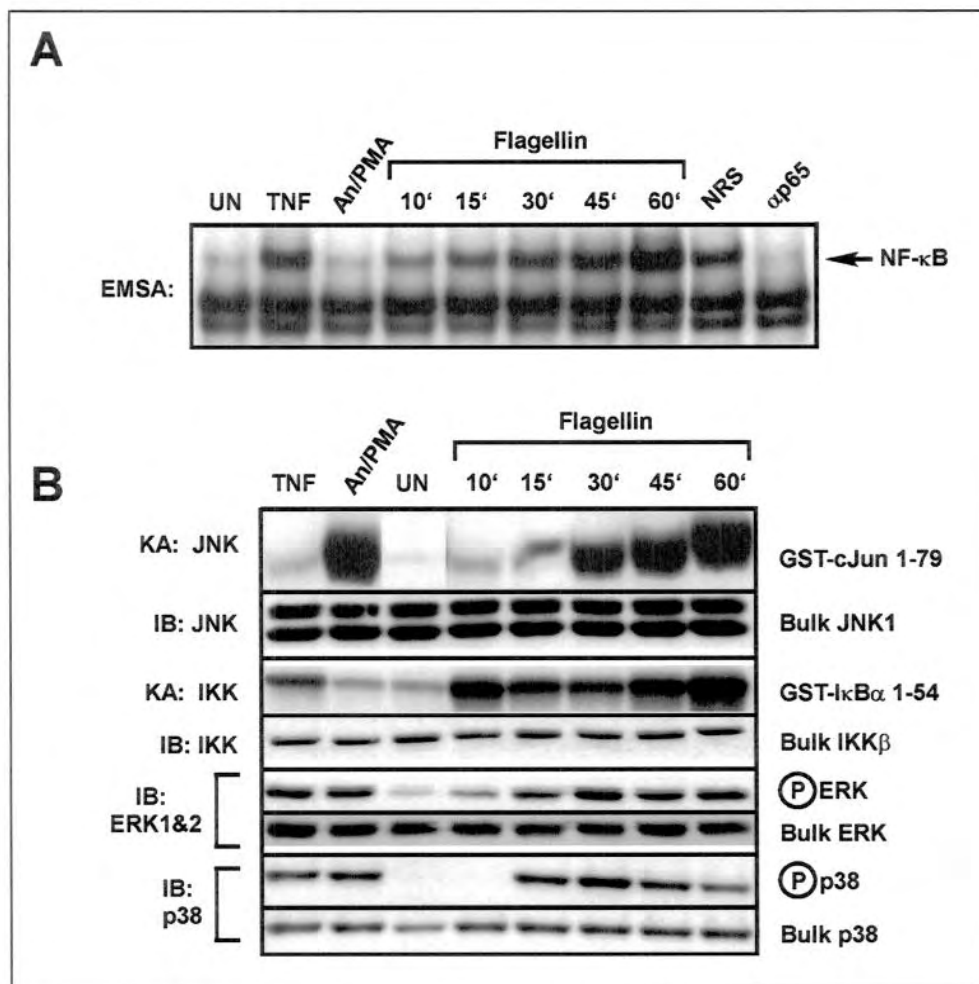 A
Flagellin
UN TNF An/PMA 10‘ 15‘ 30‘ 45‘ 60‘ NRS αp65
EMSA: NF-κB
B
Flagellin
TNF An/PMA UN 10‘ 15‘ 30‘ 45‘ 60‘
KA: JNK GST-cJun 1-79
IB: JNK Bulk JNK1
KA: IKK GST-IκBα 1-54
IB: IKK Bulk IKKβ
IB:
ERK1&2
P ERK
Bulk ERK
IB:
p38
P p38
Bulk p38